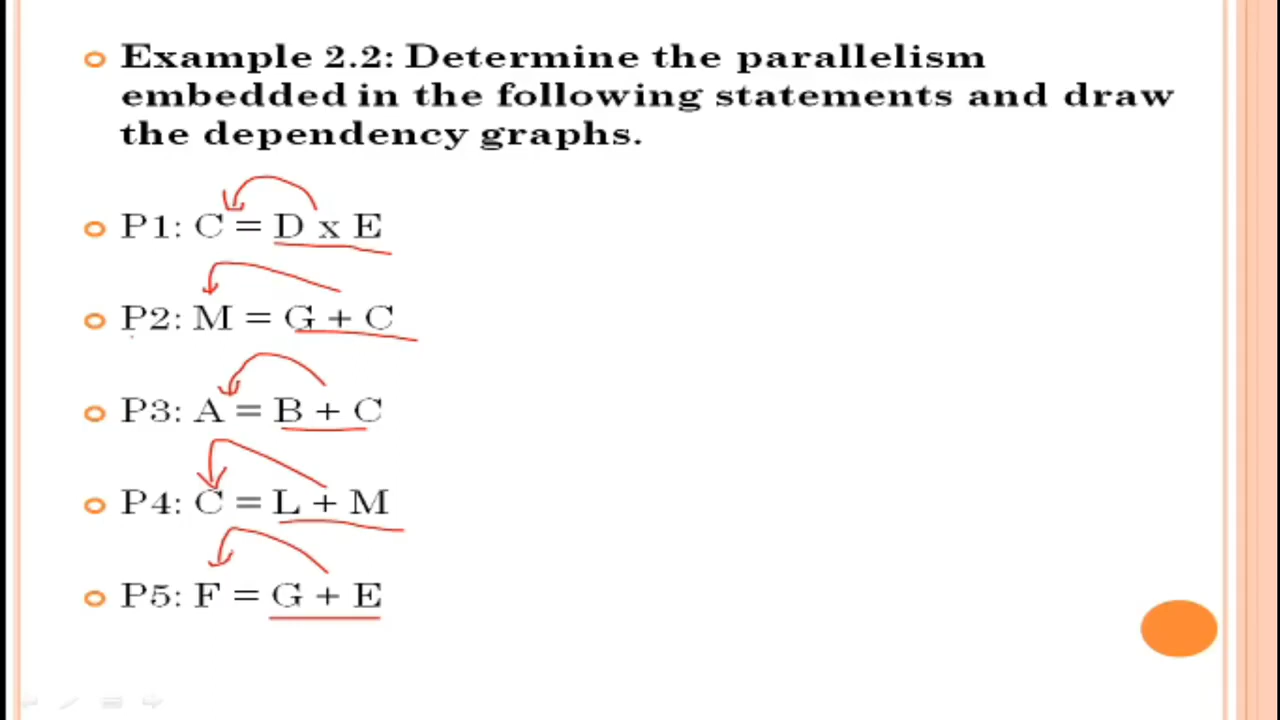 Example 2.2: Determine the parallelism
embedded in the following statements and draw
the dependency graphs.
P1: C = D x E
P2: M = G + C
P3: A = B + C
P4: C = L + M
P5: F = G + E